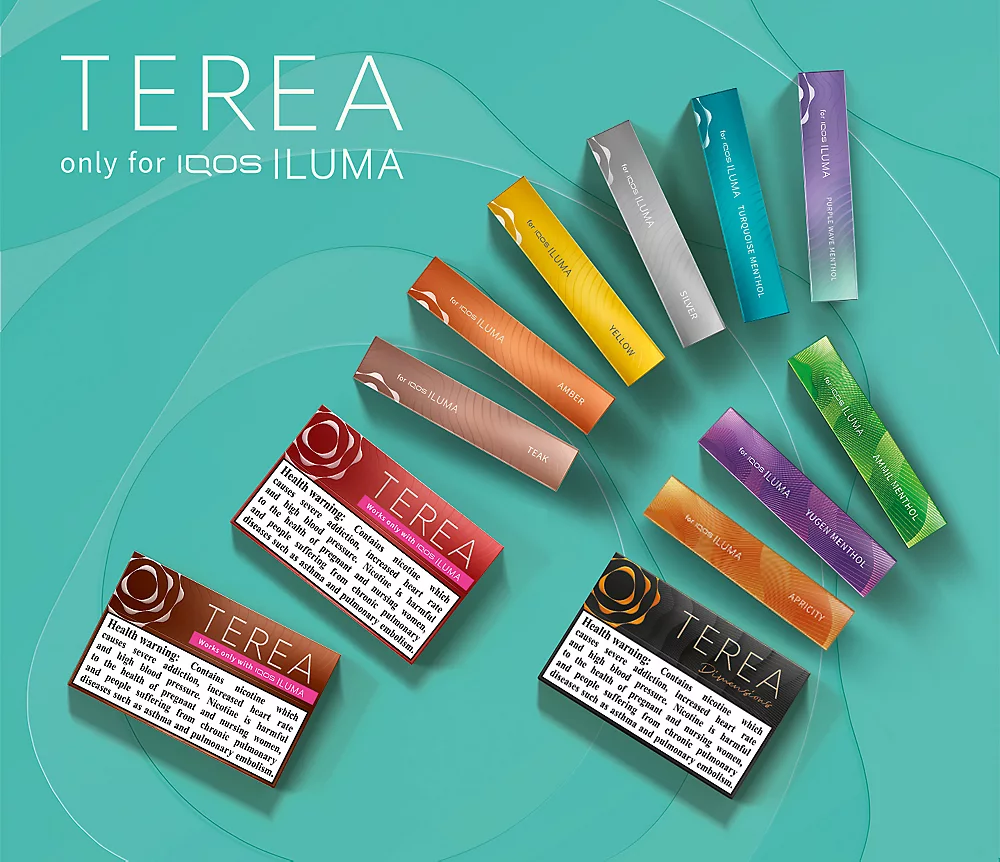 TEREA
only for IQOS ILUMA
for IQOS ILUMA PURPLE WAVE MENTHOL
for IQOS ILUMA TURQUOISE MENTHOL
for IQOS ILUMA SILVER
for IQOS ILUMA YELLOW
for IQOS ILUMA AMBER
for IQOS ILUMA TEAK
for IQOS ILUMA AMMIL MENTHOL
for IQOS ILUMA YUGEN MENTHOL
for IQOS ILUMA APRICITY
TEREA
Works only with IQOS ILUMA
Health warning: Contains nicotine which
causes severe addiction, increased heart rate
and high blood pressure. Nicotine is harmful
to the health of pregnant and nursing women,
and people suffering from chronic pulmonary
diseases such as asthma and pulmonary embolism.
TEREA
Works only with IQOS ILUMA
Health warning: Contains nicotine which
causes severe addiction, increased heart rate
and high blood pressure. Nicotine is harmful
to the health of pregnant and nursing women,
and people suffering from chronic pulmonary
diseases such as asthma and pulmonary embolism.
TEREA
Dimensions
Health warning: Contains nicotine which
causes severe addiction, increased heart rate
and high blood pressure. Nicotine is harmful
to the health of pregnant and nursing women,
and people suffering from chronic pulmonary
diseases such as asthma and pulmonary embolism.